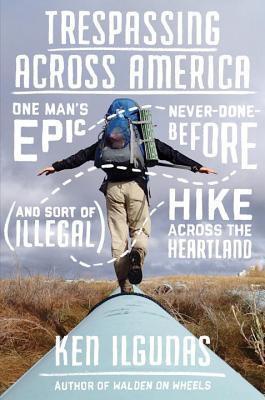 TRESPASSING
ACROSS AMERICA
ONE MAN'S
EPIC
NEVER-DONE-
BEFORE
(AND SORT OF
ILLEGAL)
HIKE
ACROSS THE
HEARTLAND
KEN ILGUNAS
AUTHOR OF WALDEN ON WHEELS